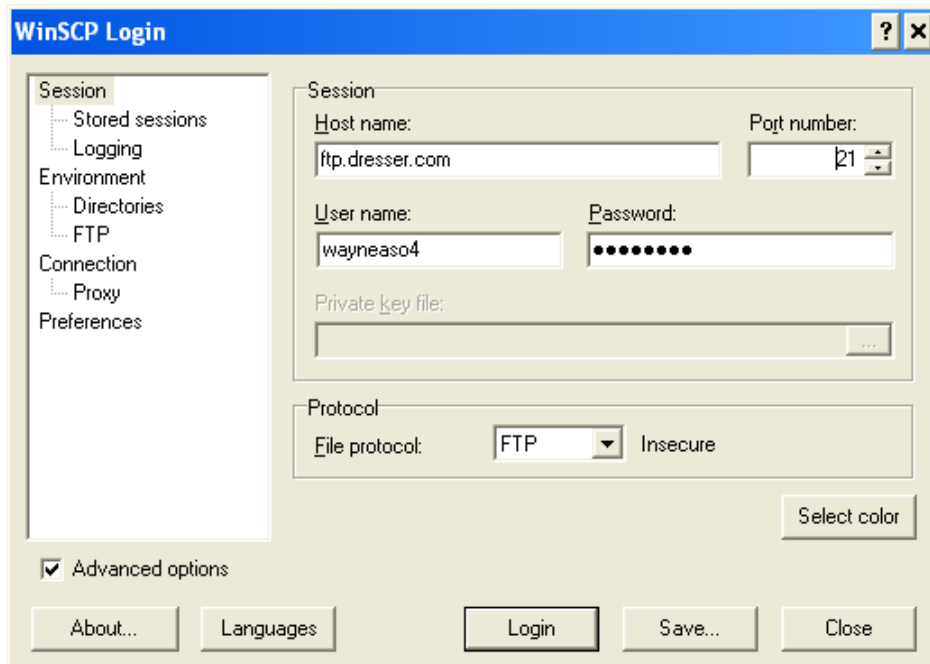 WinSCP Login
Session
Stored sessions
Logging
Environment
Directories
FTP
Connection
Proxy
Preferences
Session
Host name:
Port number:
ftp.dresser.com
21
User name:
Password:
wayneaso4
●●●●●●●●
Private key file:
...
Protocol
File protocol:
FTP
Insecure
Select color
Advanced options
About...
Languages
Login
Save...
Close